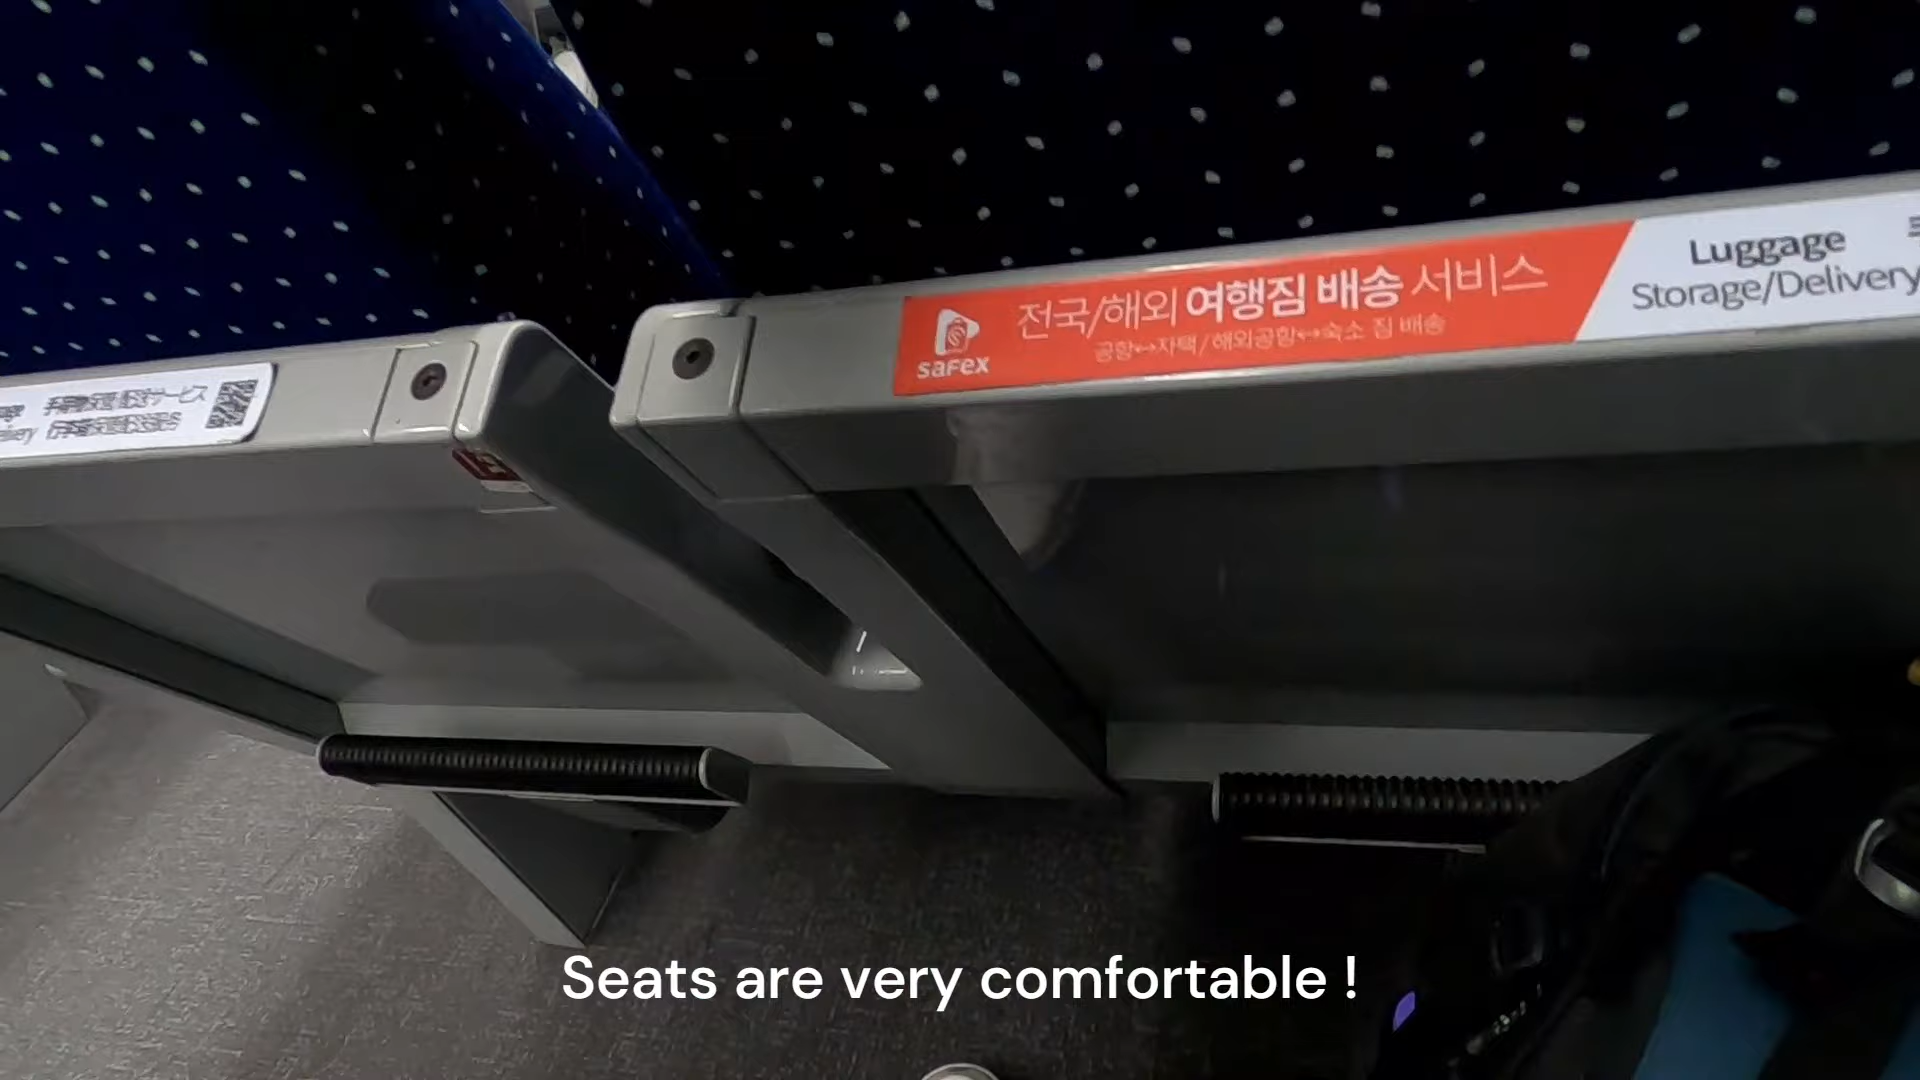 전국/해외 여행짐 배송 서비스
공항↔자택/해외공항↔숙소 짐 배송
safex
Luggage
Storage/Delivery
Seats are very comfortable !